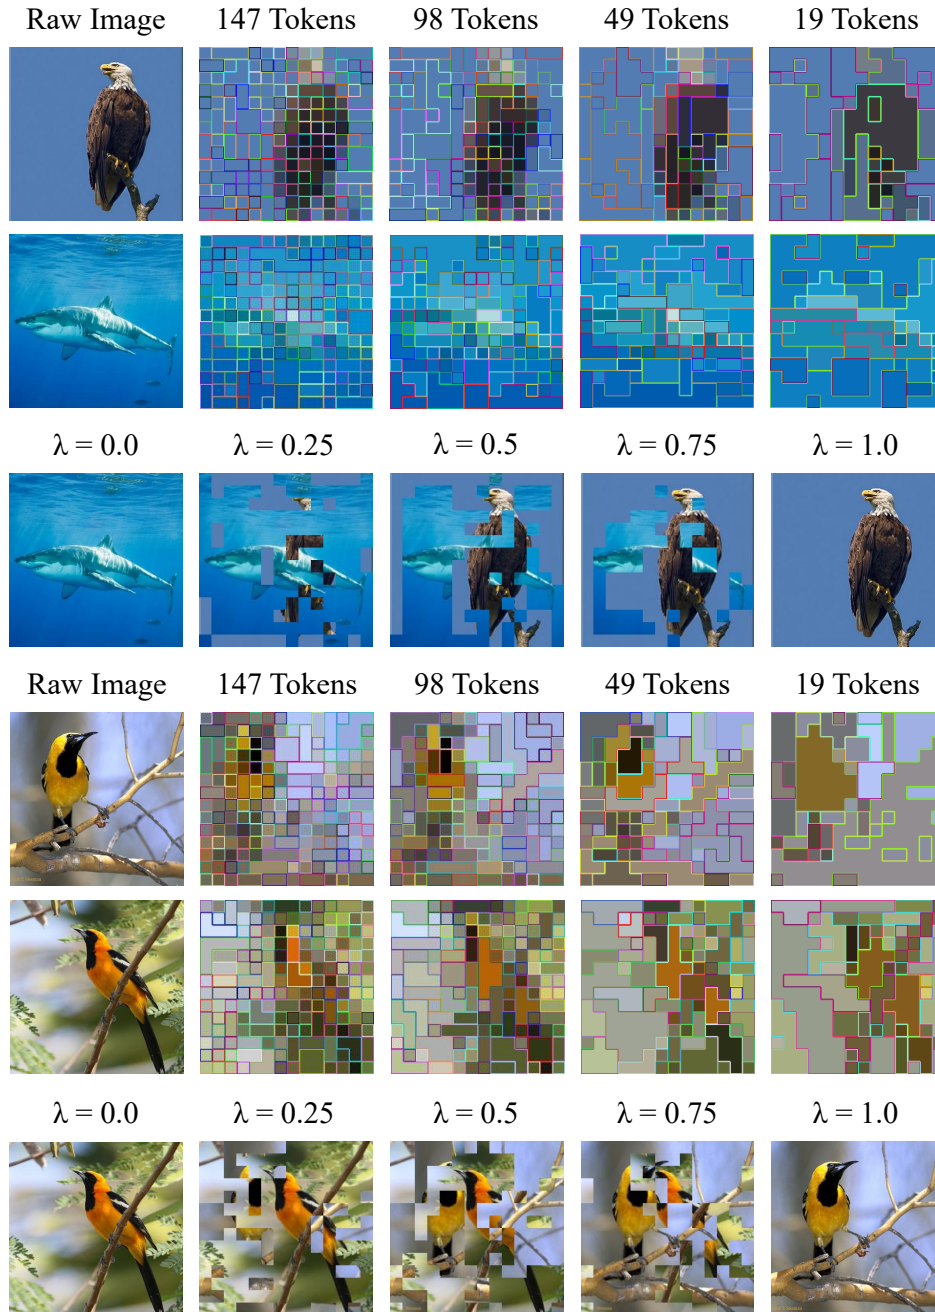 Raw Image 147 Tokens 98 Tokens 49 Tokens 19 Tokens
λ = 0.0 λ = 0.25 λ = 0.5 λ = 0.75 λ = 1.0
Raw Image 147 Tokens 98 Tokens 49 Tokens 19 Tokens
λ = 0.0 λ = 0.25 λ = 0.5 λ = 0.75 λ = 1.0